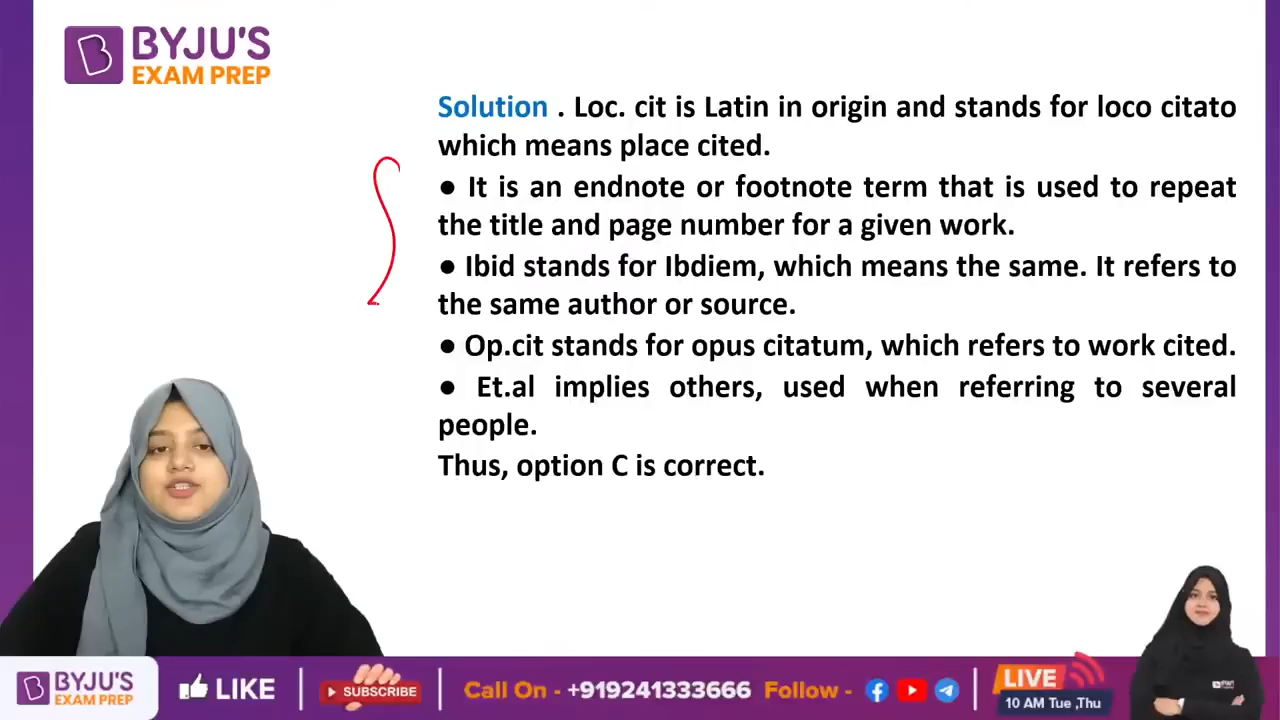 BYJU'S
EXAM PREP
Solution . Loc. cit is Latin in origin and stands for loco citato
which means place cited.
● It is an endnote or footnote term that is used to repeat
the title and page number for a given work.
● Ibid stands for Ibdiem, which means the same. It refers to
the same author or source.
● Op.cit stands for opus citatum, which refers to work cited.
● Et.al implies others, used when referring to several
people.
Thus, option C is correct.
BYJU'S
EXAM PREP
LIKE
SUBSCRIBE
Call On - +919241333666 Follow -
LIVE
10 AM Tue ,Thu